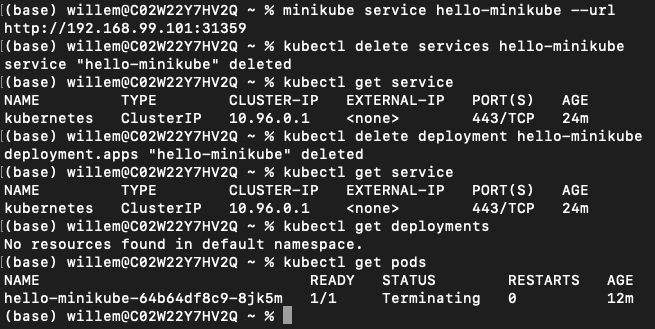 [(base) willem@C02W22Y7HV2Q ~ % minikube service hello-minikube --url
http://192.168.99.101:31359
[(base) willem@C02W22Y7HV2Q ~ % kubectl delete services hello-minikube
service "hello-minikube" deleted
[(base) willem@C02W22Y7HV2Q ~ % kubectl get service
NAME TYPE CLUSTER-IP EXTERNAL-IP PORT(S) AGE
kubernetes ClusterIP 10.96.0.1 <none> 443/TCP 24m
[(base) willem@C02W22Y7HV2Q ~ % kubectl delete deployment hello-minikube
deployment.apps "hello-minikube" deleted
[(base) willem@C02W22Y7HV2Q ~ % kubectl get service
NAME TYPE CLUSTER-IP EXTERNAL-IP PORT(S) AGE
kubernetes ClusterIP 10.96.0.1 <none> 443/TCP 24m
[(base) willem@C02W22Y7HV2Q ~ % kubectl get deployments
No resources found in default namespace.
[(base) willem@C02W22Y7HV2Q ~ % kubectl get pods
NAME READY STATUS RESTARTS AGE
hello-minikube-64b64df8c9-8jk5m 1/1 Terminating 0 12m
(base) willem@C02W22Y7HV2Q ~ %